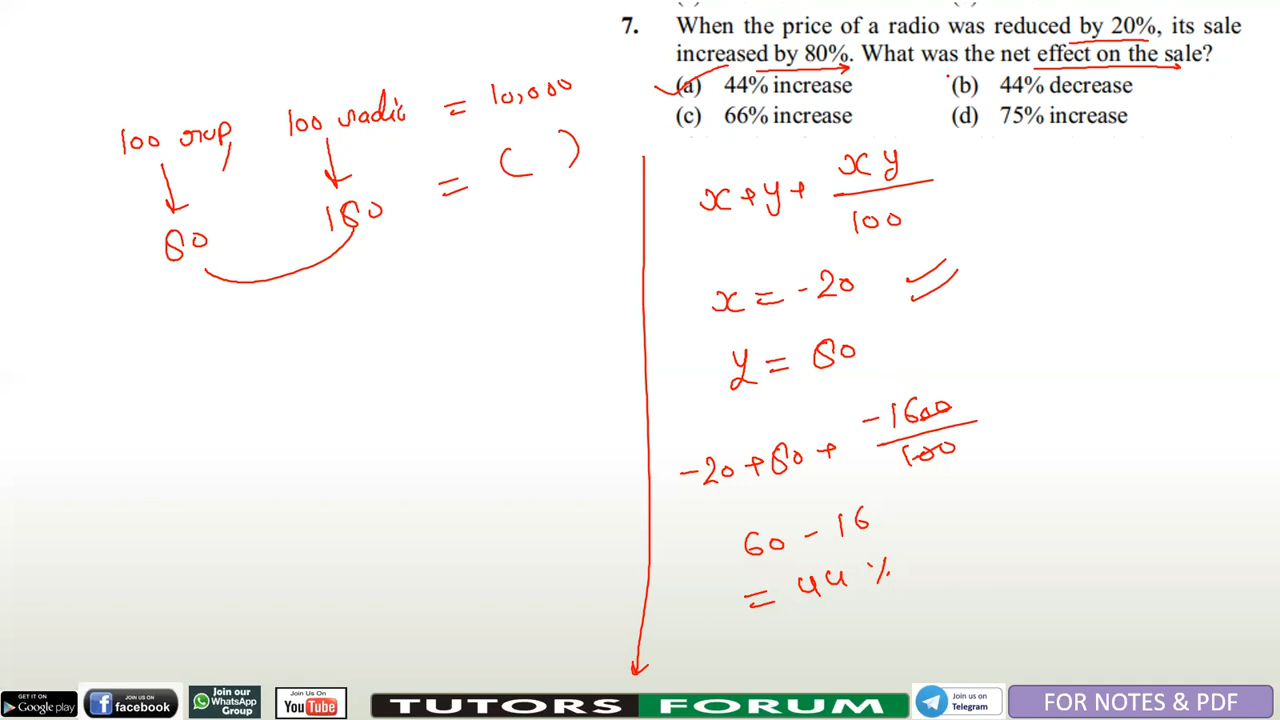 7. When the price of a radio was reduced by 20%, its sale
increased by 80%. What was the net effect on the sale?
(a) 44% increase (b) 44% decrease
(c) 66% increase (d) 75% increase
100 rup, 100 radio = 10,000
80 180 = ( )
x + y + xy/100
x = -20
y = 80
-20 + 80 + -1600/100
60 - 16
= 44 %
GET IT ON
Google play
JOIN US ON
facebook
Join our
WhatsApp
Group
Join Us On
YouTube
TUTORS FORUM
Join us on
Telegram
FOR NOTES & PDF